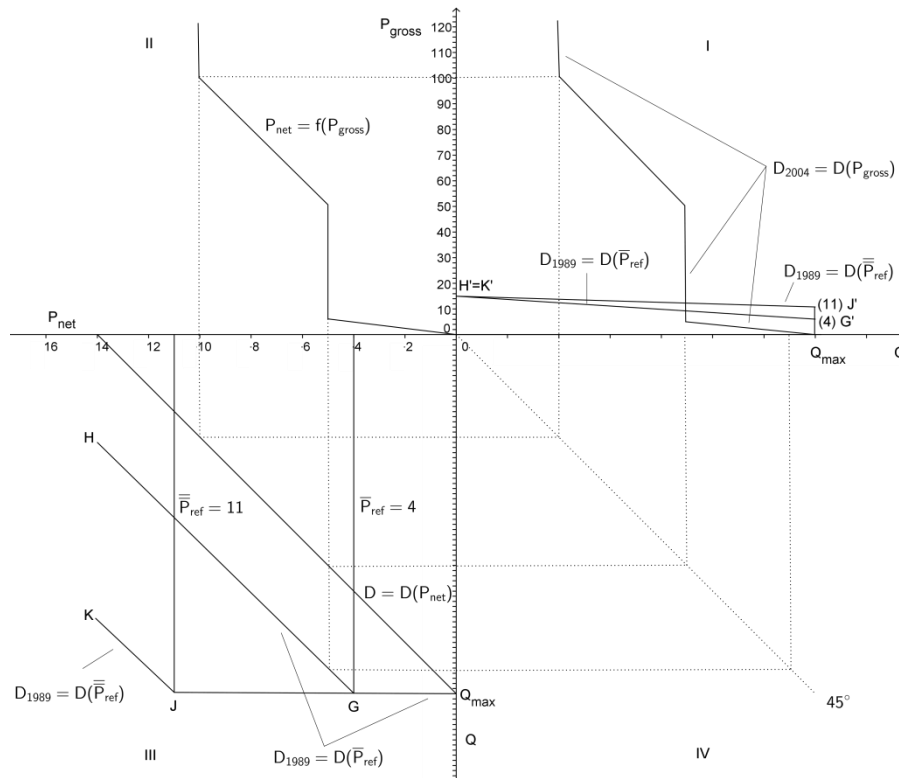 II
P_gross
I
120
110
100
90
80
70
60
50
40
30
20
10
0
P_net = f(P_gross)
D_2004 = D(P_gross)
D_1989 = D(P̅_ref)
D_1989 = D(P̿_ref)
H'=K'
(11) J'
(4) G'
P_net
16 14 12 10 -8 -6 -4 -2 0
Q_max
Q
H
P̿_ref = 11
P̅_ref = 4
D = D(P_net)
K
D_1989 = D(P̿_ref)
J
G
Q_max
45°
Q
III
D_1989 = D(P̅_ref)
IV